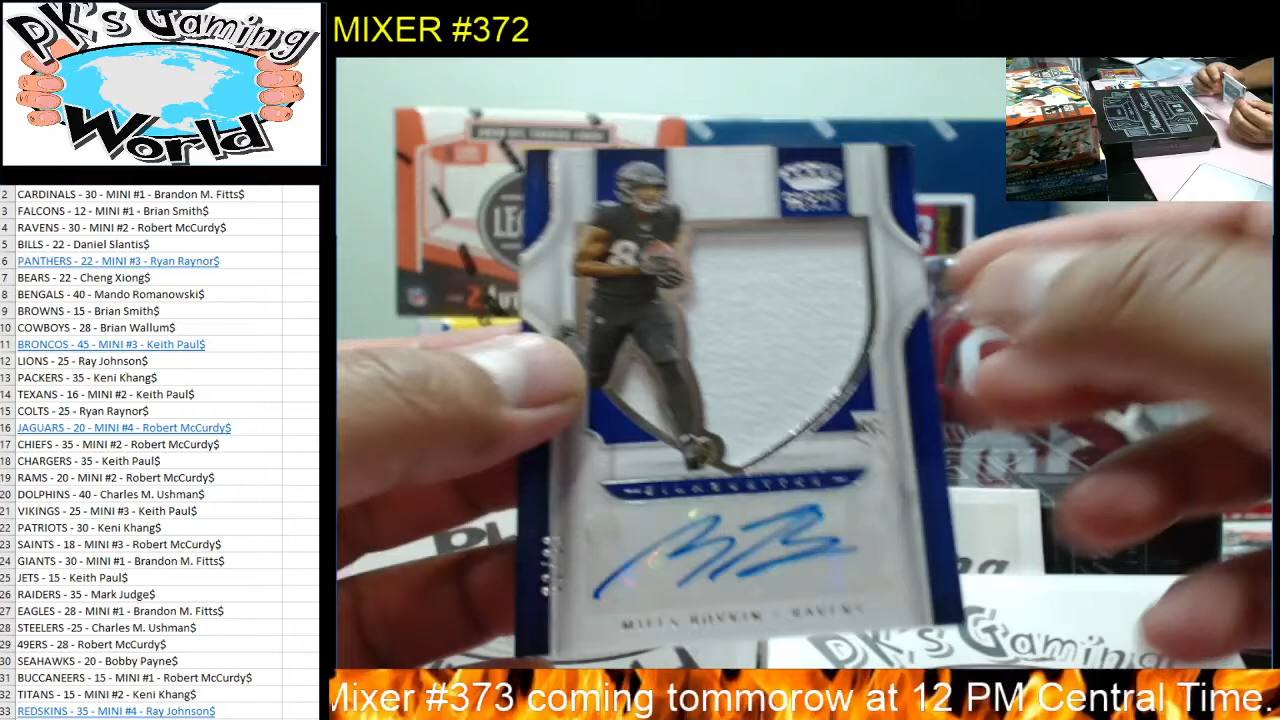 PK's Gaming
World
MIXER #372
2 CARDINALS - 30 - MINI #1 - Brandon M. Fitts$
3 FALCONS - 12 - MINI #1 - Brian Smith$
4 RAVENS - 30 - MINI #2 - Robert McCurdy$
5 BILLS - 22 - Daniel Slantis$
6 PANTHERS - 22 - MINI #3 - Ryan Raynor$
7 BEARS - 22 - Cheng Xiong$
8 BENGALS - 40 - Mando Romanowski$
9 BROWNS - 15 - Brian Smith$
10 COWBOYS - 28 - Brian Wallum$
11 BRONCOS - 45 - MINI #3 - Keith Paul$
12 LIONS - 25 - Ray Johnson$
13 PACKERS - 35 - Keni Khang$
14 TEXANS - 16 - MINI #2 - Keith Paul$
15 COLTS - 25 - Ryan Raynor$
16 JAGUARS - 20 - MINI #4 - Robert McCurdy$
17 CHIEFS - 35 - MINI #2 - Robert McCurdy$
18 CHARGERS - 35 - Keith Paul$
19 RAMS - 20 - MINI #2 - Robert McCurdy$
20 DOLPHINS - 40 - Charles M. Ushman$
21 VIKINGS - 25 - MINI #3 - Keith Paul$
22 PATRIOTS - 30 - Keni Khang$
23 SAINTS - 18 - MINI #3 - Robert McCurdy$
24 GIANTS - 30 - MINI #1 - Brandon M. Fitts$
25 JETS - 15 - Keith Paul$
26 RAIDERS - 35 - Mark Judge$
27 EAGLES - 28 - MINI #1 - Brandon M. Fitts$
28 STEELERS -25 - Charles M. Ushman$
29 49ERS - 28 - Robert McCurdy$
30 SEAHAWKS - 20 - Bobby Payne$
31 BUCCANEERS - 15 - MINI #1 - Robert McCurdy$
32 TITANS - 15 - MINI #2 - Keni Khang$
33 REDSKINS - 35 - MINI #4 - Ray Johnson$
LEG
SIGNATURES
MILES BOYKIN - RAVENS
PK's Gaming
Mixer #373 coming tommorow at 12 PM Central Time.